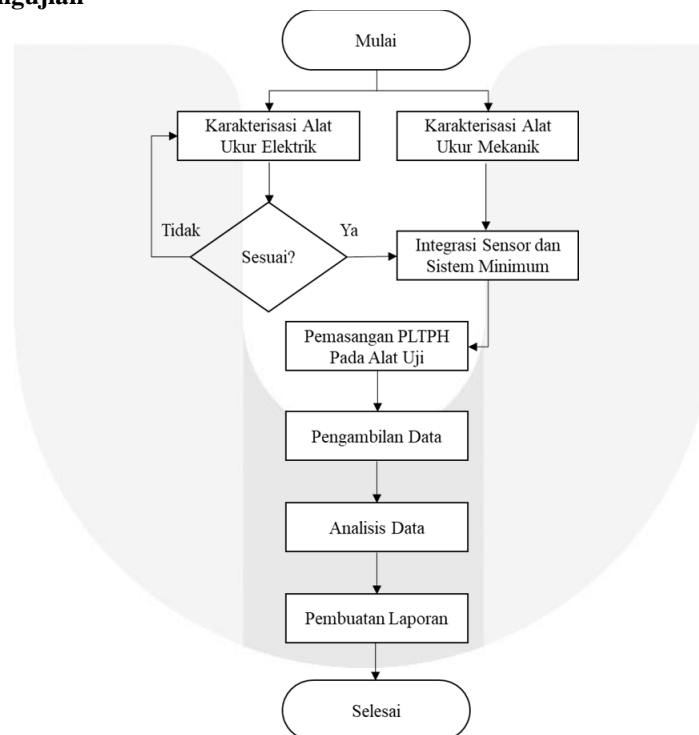 Mulai
Karakterisasi Alat
Ukur Elektrik
Karakterisasi Alat
Ukur Mekanik
Tidak
Sesuai?
Ya
Integrasi Sensor dan
Sistem Minimum
Pemasangan PLTPH
Pada Alat Uji
Pengambilan Data
Analisis Data
Pembuatan Laporan
Selesai